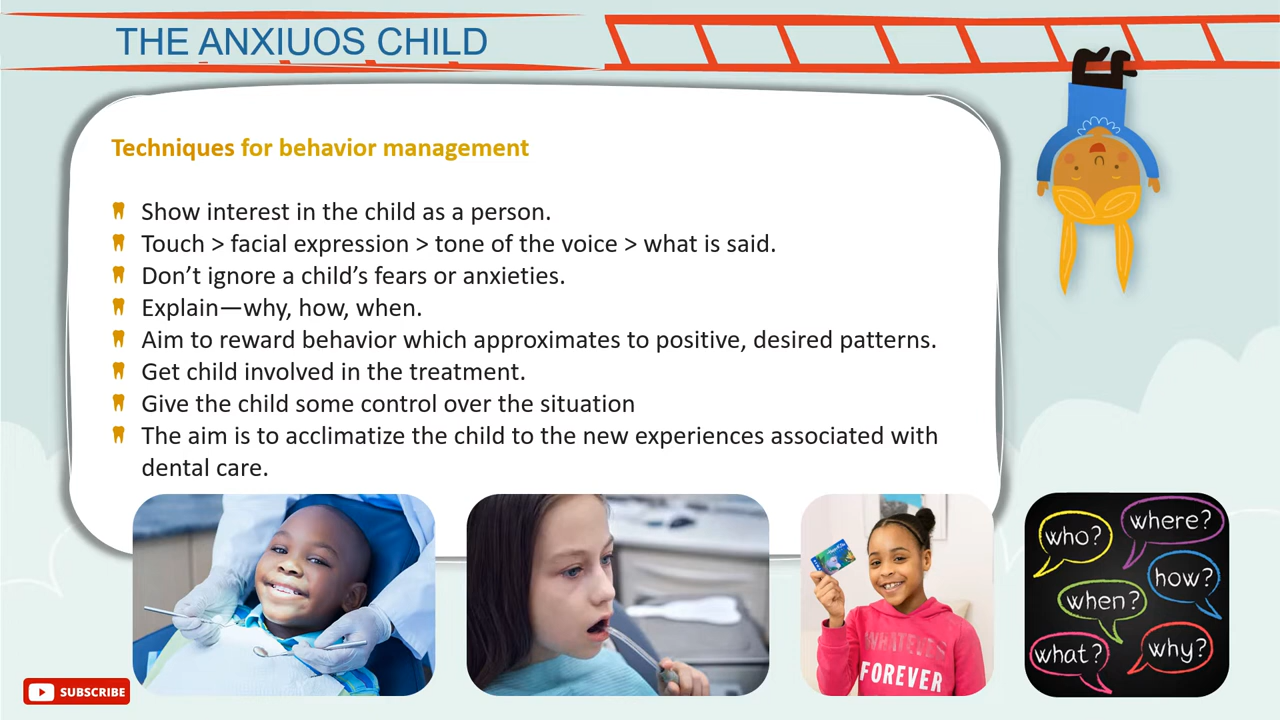 THE ANXIUOS CHILD
Techniques for behavior management
Show interest in the child as a person.
Touch > facial expression > tone of the voice > what is said.
Don’t ignore a child’s fears or anxieties.
Explain—why, how, when.
Aim to reward behavior which approximates to positive, desired patterns.
Get child involved in the treatment.
Give the child some control over the situation
The aim is to acclimatize the child to the new experiences associated with
dental care.
FOREVER
who?
where?
how?
when?
what?
why?
SUBSCRIBE